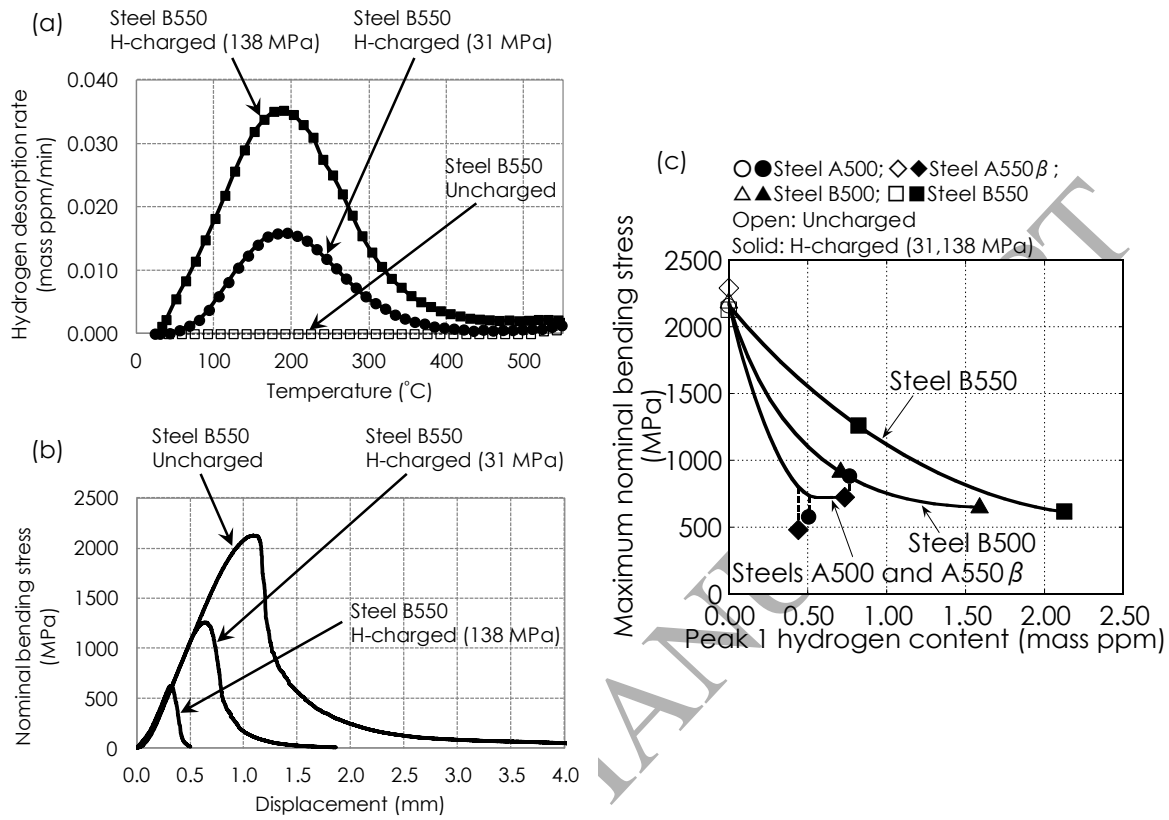 (a)
Steel B550
H-charged (138 MPa)
Steel B550
H-charged (31 MPa)
Steel B550
Uncharged
Hydrogen desorption rate
(mass ppm/min)
0.040
0.030
0.020
0.010
0.000
0 100 200 300 400 500
Temperature (°C)
(b)
Steel B550
Uncharged
Steel B550
H-charged (31 MPa)
Steel B550
H-charged (138 MPa)
Nominal bending stress
(MPa)
2500
2000
1500
1000
500
0
0.0 0.5 1.0 1.5 2.0 2.5 3.0 3.5 4.0
Displacement (mm)
(c)
○●Steel A500; ◇◆Steel A550β;
△▲Steel B500; □■Steel B550
Open: Uncharged
Solid: H-charged (31,138 MPa)
Maximum nominal bending stress
(MPa)
2500
2000
1500
1000
500
0
Steel B550
Steel B500
Steels A500 and A550β
0.00 0.50 1.00 1.50 2.00 2.50
Peak 1 hydrogen content (mass ppm)